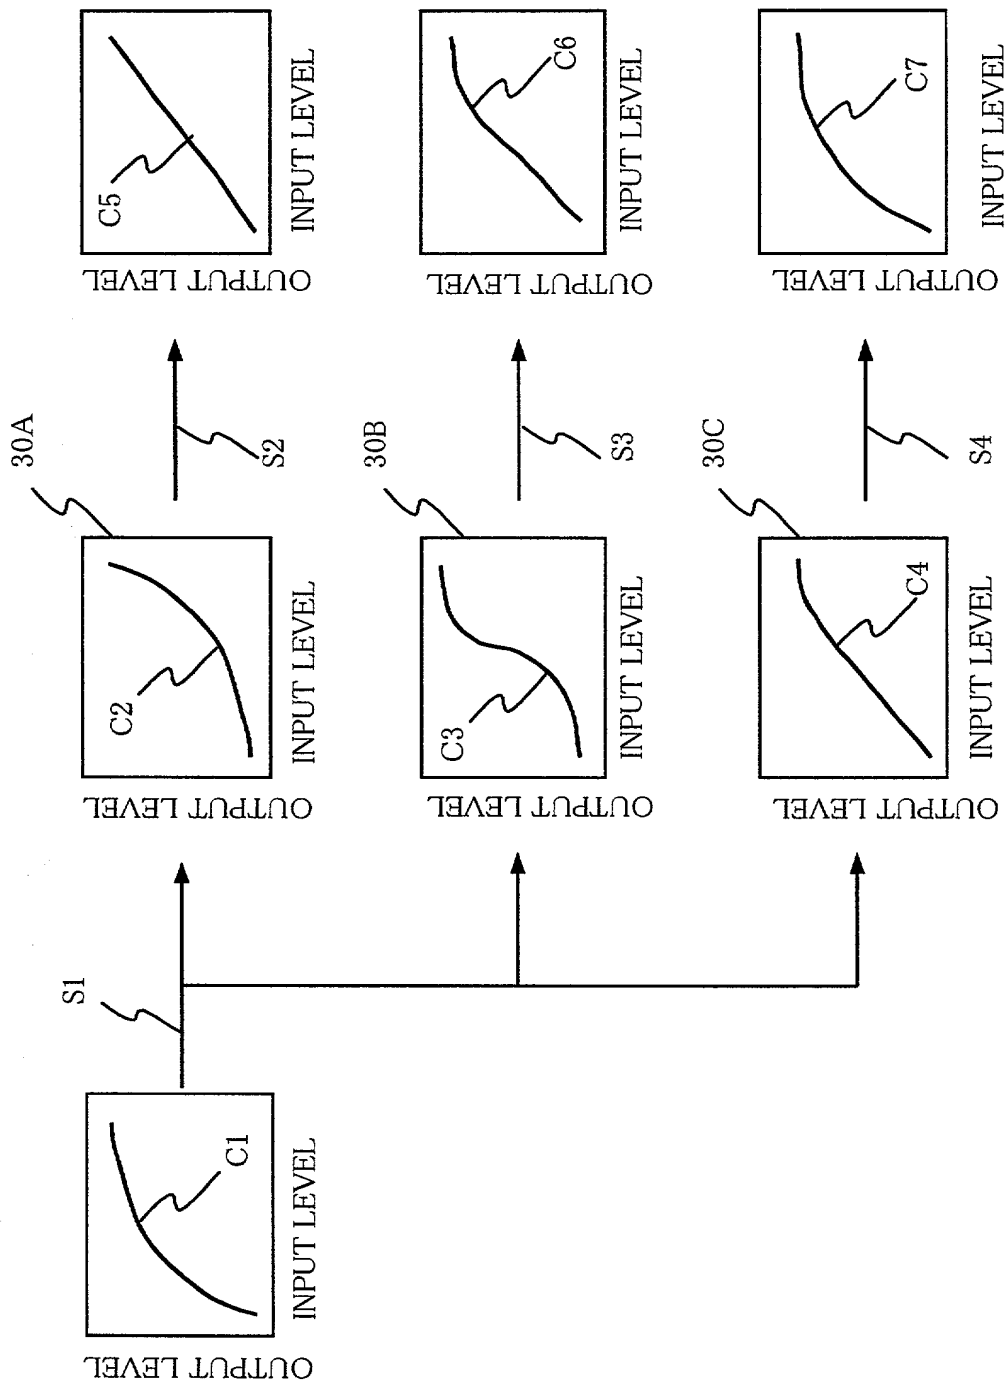 OUTPUT LEVEL
C1
INPUT LEVEL
S1
30A
OUTPUT LEVEL
C2
INPUT LEVEL
S2
OUTPUT LEVEL
C5
INPUT LEVEL
30B
OUTPUT LEVEL
C3
INPUT LEVEL
S3
OUTPUT LEVEL
C6
INPUT LEVEL
30C
OUTPUT LEVEL
C4
INPUT LEVEL
S4
OUTPUT LEVEL
C7
INPUT LEVEL